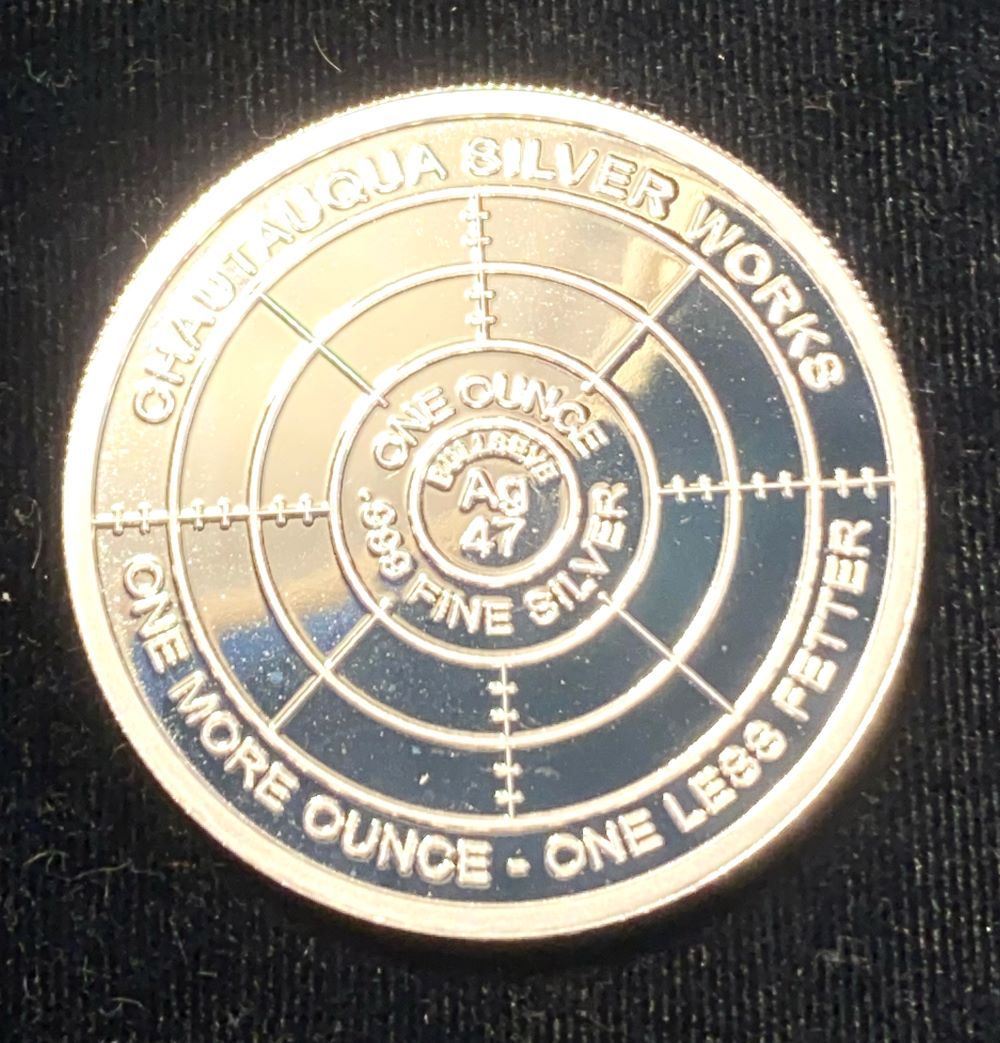 CHAUTAUQUA SILVER WORKS
ONE OUNCE
Ag
47
.999 FINE SILVER
ONE MORE OUNCE - ONE LESS FETTER